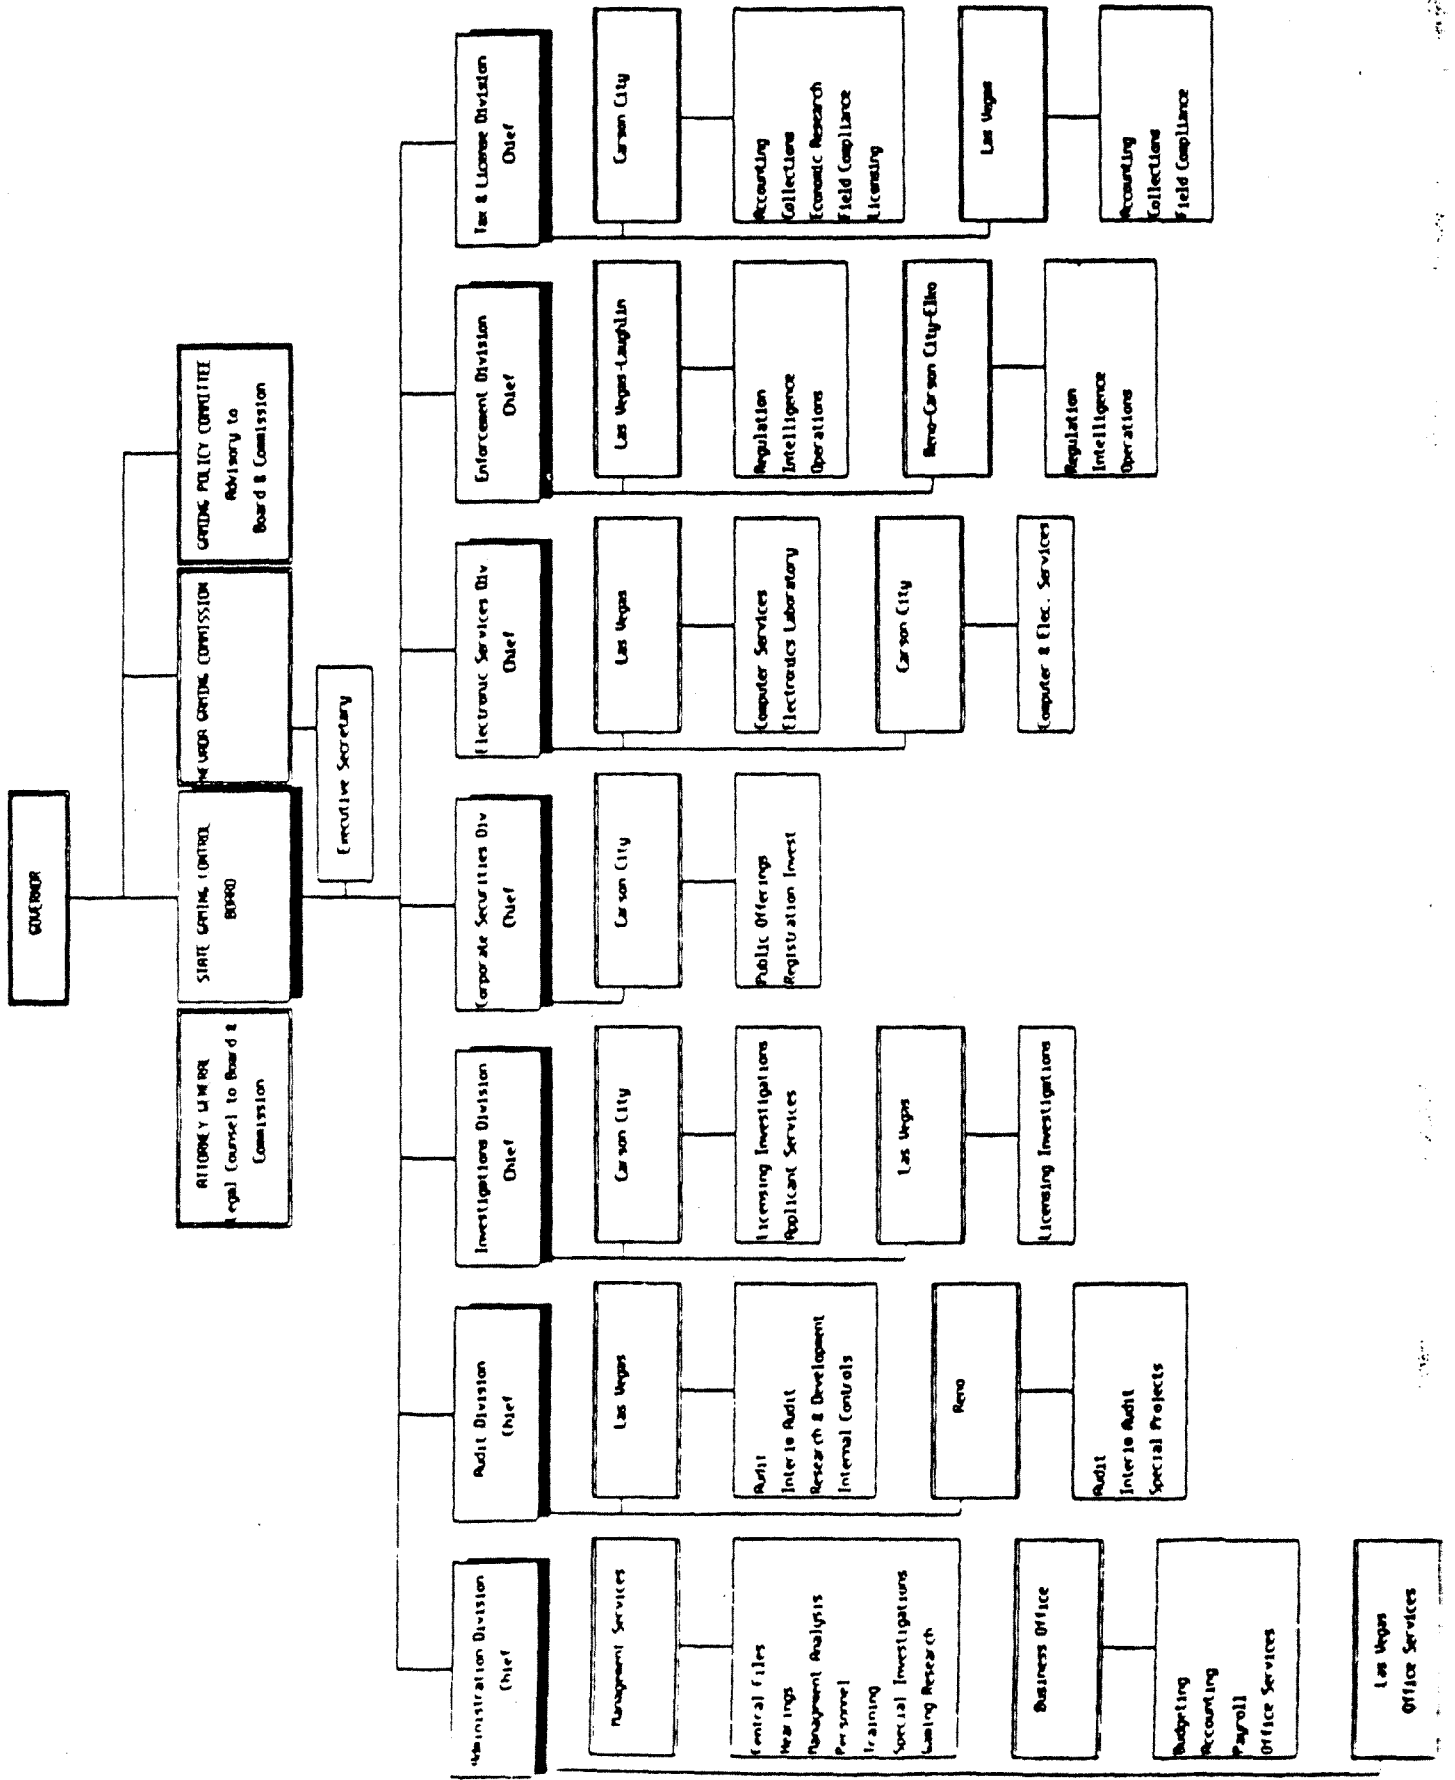 GOVERNOR
ATTORNEY GENERAL
Legal Counsel to Board &
Commission
STATE GAMING CONTROL
BOARD
NEVADA GAMING COMMISSION
GAMING POLICY COMMITTEE
Advisory to
Board & Commission
Executive Secretary
Administration Division
Chief
Management Services
Central Files
Hearings
Management Analysis
Personnel
Training
Special Investigations
Gaming Research
Business Office
Budgeting
Accounting
Payroll
Office Services
Las Vegas
Office Services
Audit Division
Chief
Las Vegas
Audit
Interim Audit
Research & Development
Internal Controls
Reno
Audit
Interim Audit
Special Projects
Investigations Division
Chief
Carson City
Licensing Investigations
Applicant Services
Las Vegas
Licensing Investigations
Corporate Securities Div
Chief
Carson City
Public Offerings
Registration Invest
Electronic Services Div.
Chief
Las Vegas
Computer Services
Electronics Laboratory
Carson City
Computer & Elec. Services
Enforcement Division
Chief
Las Vegas-Laughlin
Regulation
Intelligence
Operations
Reno-Carson City-Elko
Regulation
Intelligence
Operations
Tax & License Division
Chief
Carson City
Accounting
Collections
Economic Research
Field Compliance
Licensing
Las Vegas
Accounting
Collections
Field Compliance